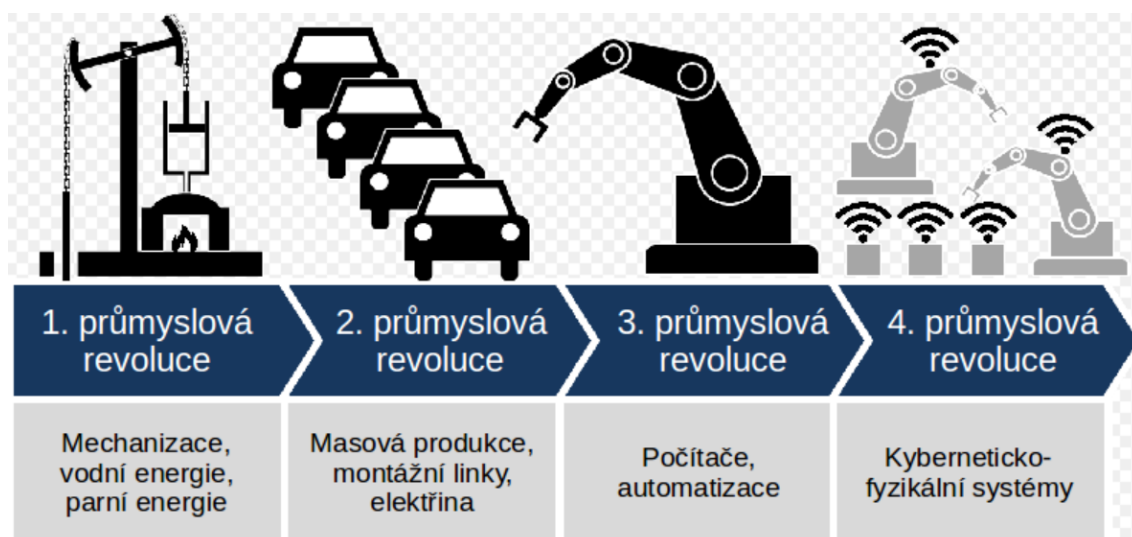 1. průmyslová
revoluce
2. průmyslová
revoluce
3. průmyslová
revoluce
4. průmyslová
revoluce
Mechanizace,
vodní energie,
parní energie
Masová produkce,
montážní linky,
elektřina
Počítače,
automatizace
Kyberneticko-
fyzikální systémy